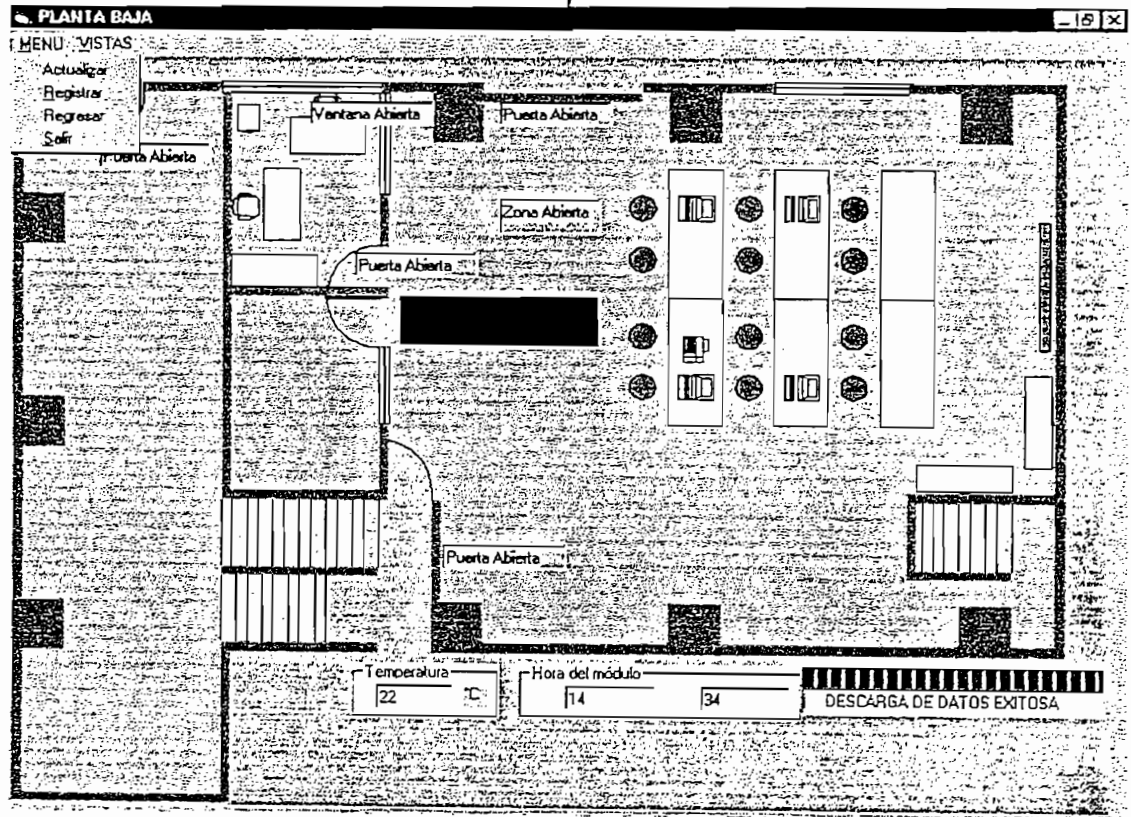 PLANTA BAJA
MENU VISTAS
Actualizar
Registrar
Regresar
Salir
Ventana Abierta
Puerta Abierta
Puerta Abierta
Zona Abierta
Puerta Abierta
Puerta Abierta
Temperatura
22 °C
Hora del módulo
14 34
DESCARGA DE DATOS EXITOSA